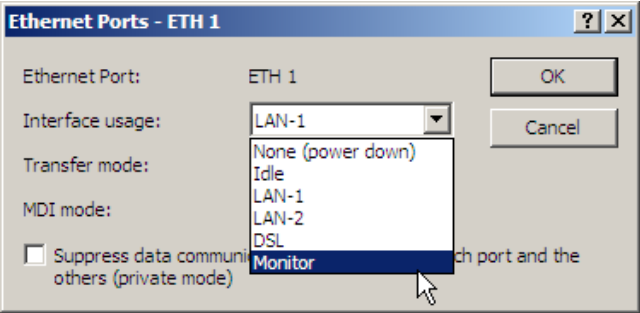 Ethernet Ports - ETH 1
Ethernet Port: ETH 1 OK
Interface usage: LAN-1 Cancel
None (power down)
Transfer mode: Idle
LAN-1
MDI mode: LAN-2
DSL
Suppress data communi ch port and the
Monitor
others (private mode)